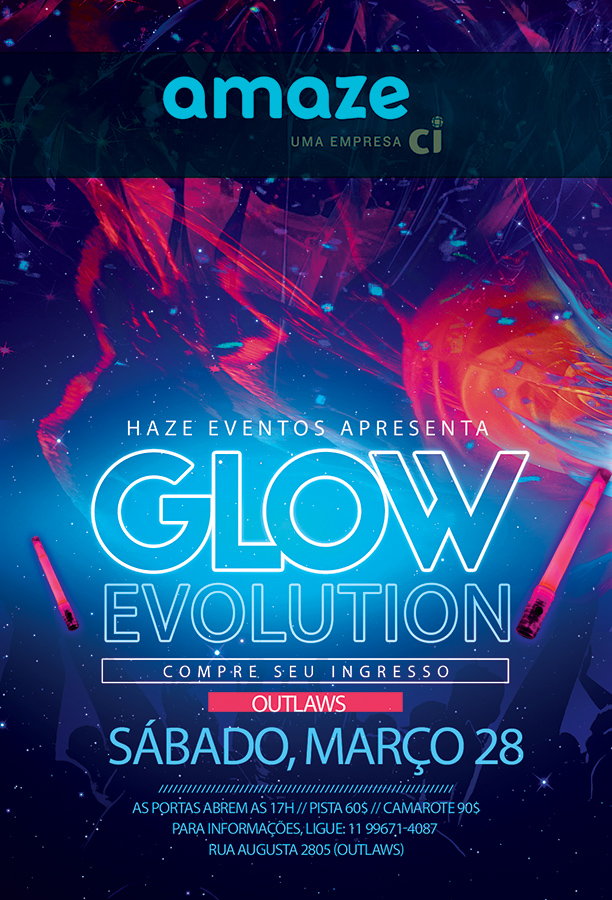 amaze
UMA EMPRESA CI
HAZE EVENTOS APRESENTA
GLOW
EVOLUTION
COMPRE SEU INGRESSO
OUTLAWS
SÁBADO, MARÇO 28
AS PORTAS ABREM AS 17H // PISTA 60$ // CAMAROTE 90$
PARA INFORMAÇÕES, LIGUE: 11 99671-4087
RUA AUGUSTA 2805 (OUTLAWS)